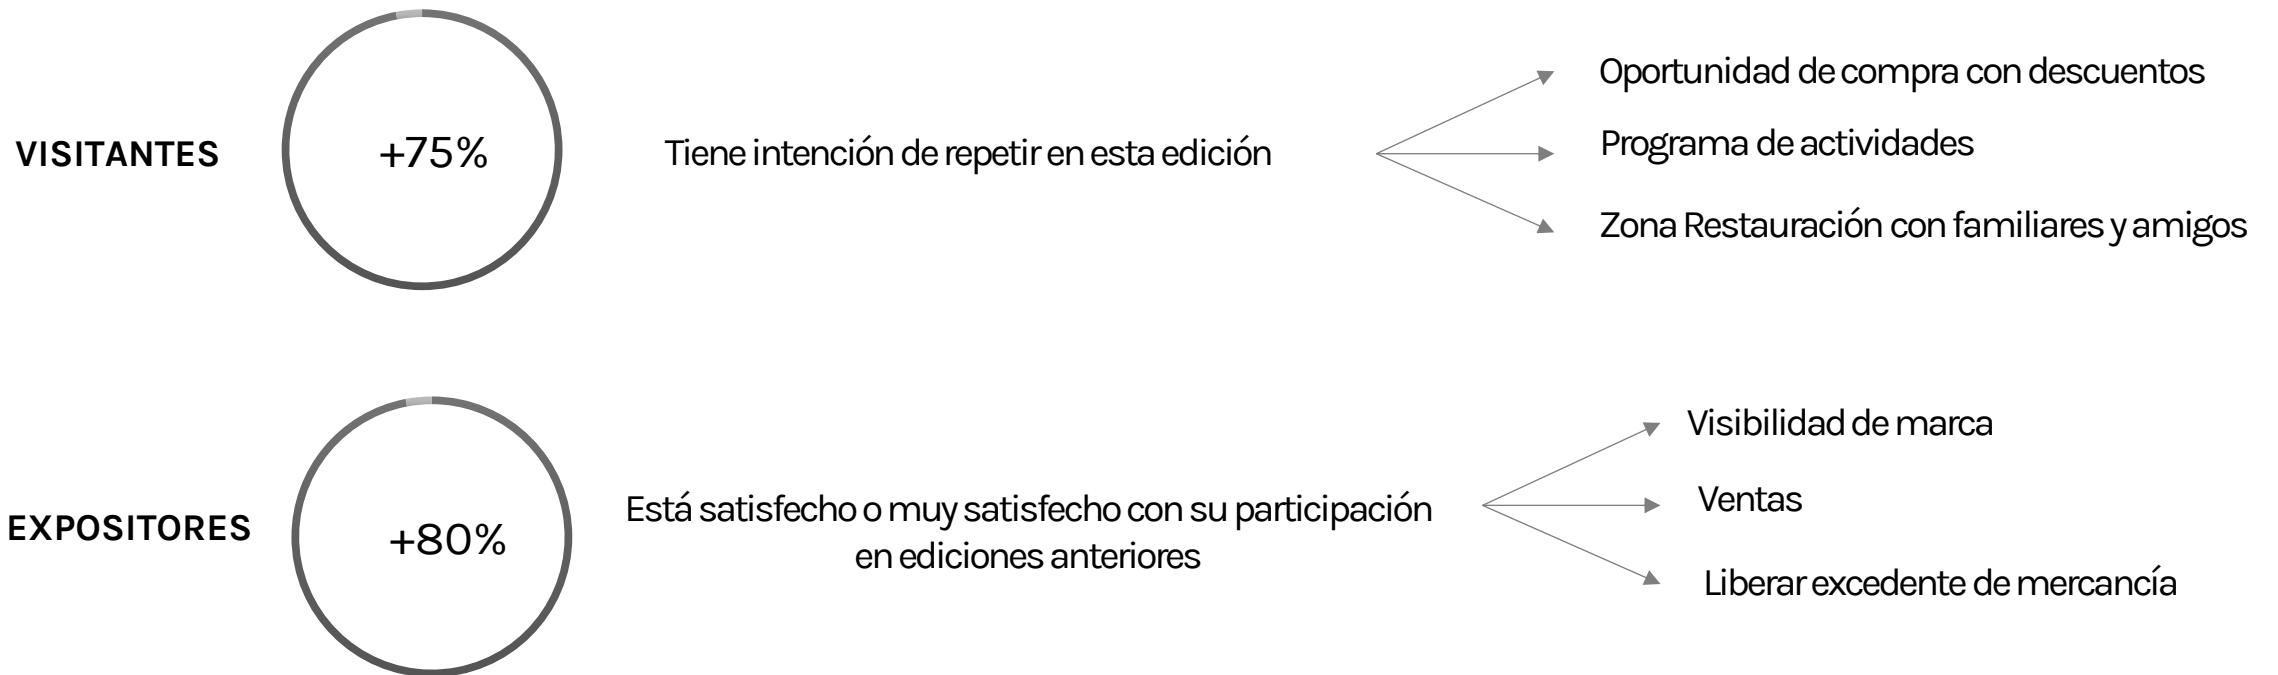 VISITANTES
+75%
Tiene intención de repetir en esta edición
Oportunidad de compra con descuentos
Programa de actividades
Zona Restauración con familiares y amigos
EXPOSITORES
+80%
Está satisfecho o muy satisfecho con su participación
en ediciones anteriores
Visibilidad de marca
Ventas
Liberar excedente de mercancía